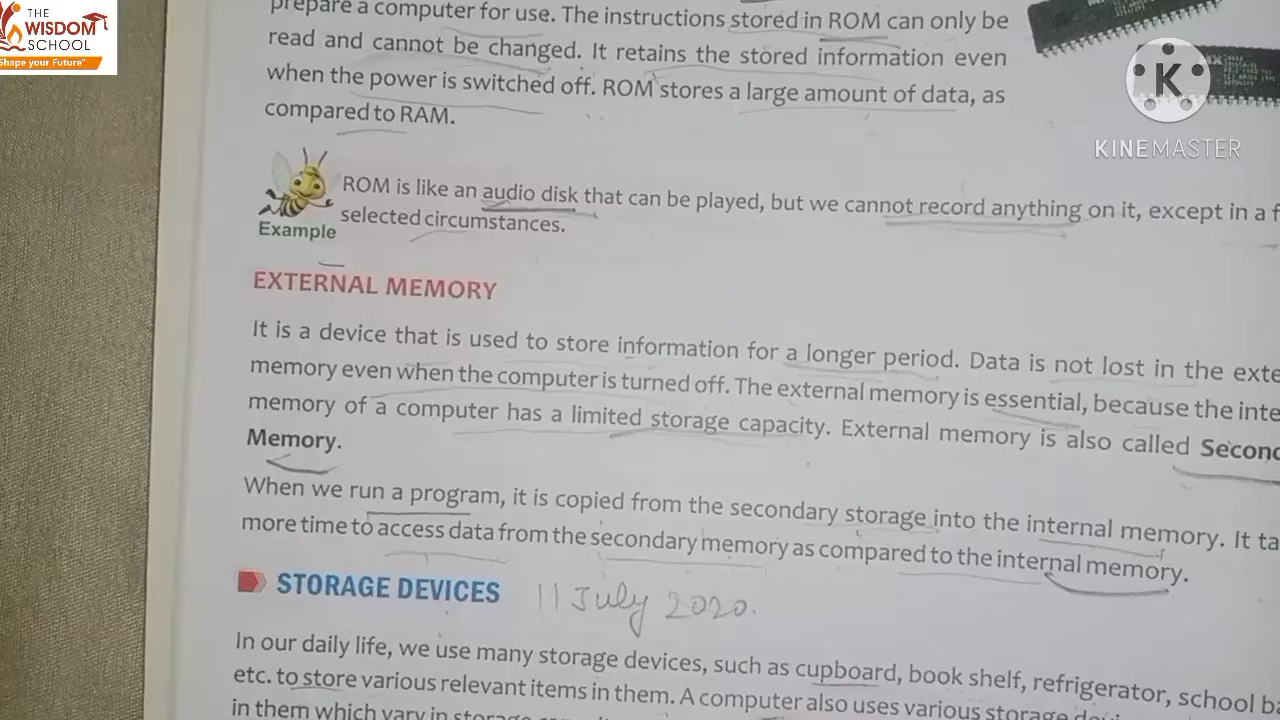 THE
WISDOM
SCHOOL
Shape your Future"
prepare a computer for use. The instructions stored in ROM can only be
read and cannot be changed. It retains the stored information even
when the power is switched off. ROM stores a large amount of data, as
compared to RAM.
K
KINEMASTER
ROM is like an audio disk that can be played, but we cannot record anything on it, except in a f
selected circumstances.
Example
EXTERNAL MEMORY
It is a device that is used to store information for a longer period. Data is not lost in the exte
memory even when the computer is turned off. The external memory is essential, because the inte
memory of a computer has a limited storage capacity. External memory is also called Second
Memory.
When we run a program, it is copied from the secondary storage into the internal memory. It ta
more time to access data from the secondary memory as compared to the internal memory.
STORAGE DEVICES 11 July 2020.
In our daily life, we use many storage devices, such as cupboard, book shelf, refrigerator, school b
etc. to store various relevant items in them. A computer also uses various storage
in them which vary in storage